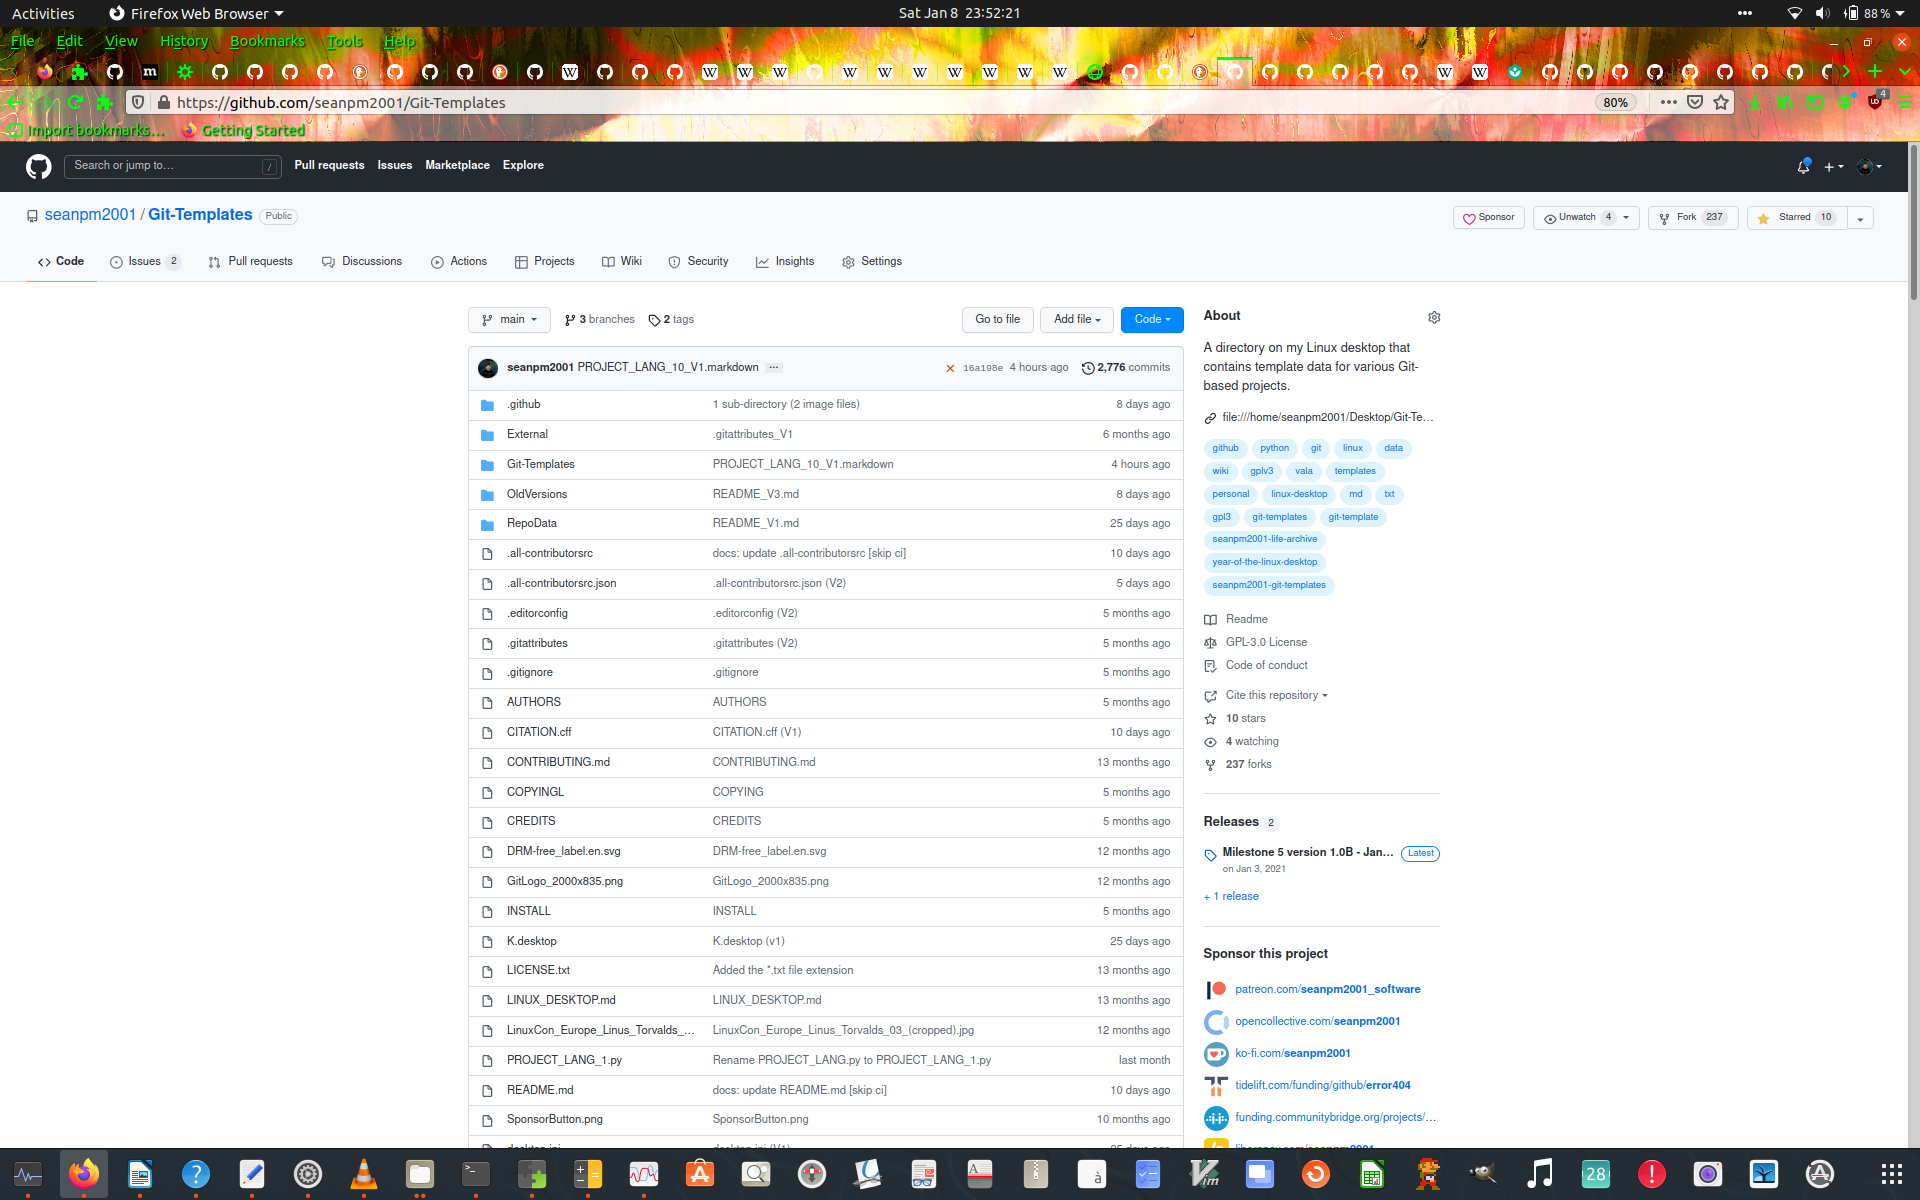 Activities Firefox Web Browser Sat Jan 8 23:52:21 88 %
File Edit View History Bookmarks Tools Help
https://github.com/seanpm2001/Git-Templates 80% 4
Import bookmarks... Getting Started
Search or jump to... / Pull requests Issues Marketplace Explore
seanpm2001 / Git-Templates Public Sponsor Unwatch 4 Fork 237 Starred 10
Code Issues 2 Pull requests Discussions Actions Projects Wiki Security Insights Settings
main 3 branches 2 tags Go to file Add file Code
seanpm2001 PROJECT_LANG_10_V1.markdown ... 16a198e 4 hours ago 2,776 commits
.github 1 sub-directory (2 image files) 8 days ago
External .gitattributes_V1 6 months ago
Git-Templates PROJECT_LANG_10_V1.markdown 4 hours ago
OldVersions README_V3.md 8 days ago
RepoData README_V1.md 25 days ago
.all-contributorsrc docs: update .all-contributorsrc [skip ci] 10 days ago
.all-contributorsrc.json .all-contributorsrc.json (V2) 5 days ago
.editorconfig .editorconfig (V2) 5 months ago
.gitattributes .gitattributes (V2) 5 months ago
.gitignore .gitignore 5 months ago
AUTHORS AUTHORS 5 months ago
CITATION.cff CITATION.cff (V1) 10 days ago
CONTRIBUTING.md CONTRIBUTING.md 13 months ago
COPYINGL COPYING 5 months ago
CREDITS CREDITS 5 months ago
DRM-free_label.en.svg DRM-free_label.en.svg 12 months ago
GitLogo_2000x835.png GitLogo_2000x835.png 12 months ago
INSTALL INSTALL 5 months ago
K.desktop K.desktop (v1) 25 days ago
LICENSE.txt Added the *.txt file extension 13 months ago
LINUX_DESKTOP.md LINUX_DESKTOP.md 13 months ago
LinuxCon_Europe_Linus_Torvalds_... LinuxCon_Europe_Linus_Torvalds_03_(cropped).jpg 12 months ago
PROJECT_LANG_1.py Rename PROJECT_LANG.py to PROJECT_LANG_1.py last month
README.md docs: update README.md [skip ci] 10 days ago
SponsorButton.png SponsorButton.png 10 months ago
About
A directory on my Linux desktop that
contains template data for various Git-
based projects.
file:///home/seanpm2001/Desktop/Git-Te...
github python git linux data
wiki gplv3 vala templates
personal linux-desktop md txt
gpl3 git-templates git-template
seanpm2001-life-archive
year-of-the-linux-desktop
seanpm2001-git-templates
Readme
GPL-3.0 License
Code of conduct
Cite this repository
10 stars
4 watching
237 forks
Releases 2
Milestone 5 version 1.0B - Jan... Latest
on Jan 3, 2021
+ 1 release
Sponsor this project
patreon.com/seanpm2001_software
opencollective.com/seanpm2001
ko-fi.com/seanpm2001
tidelift.com/funding/github/error404
funding.communitybridge.org/projects/...
28